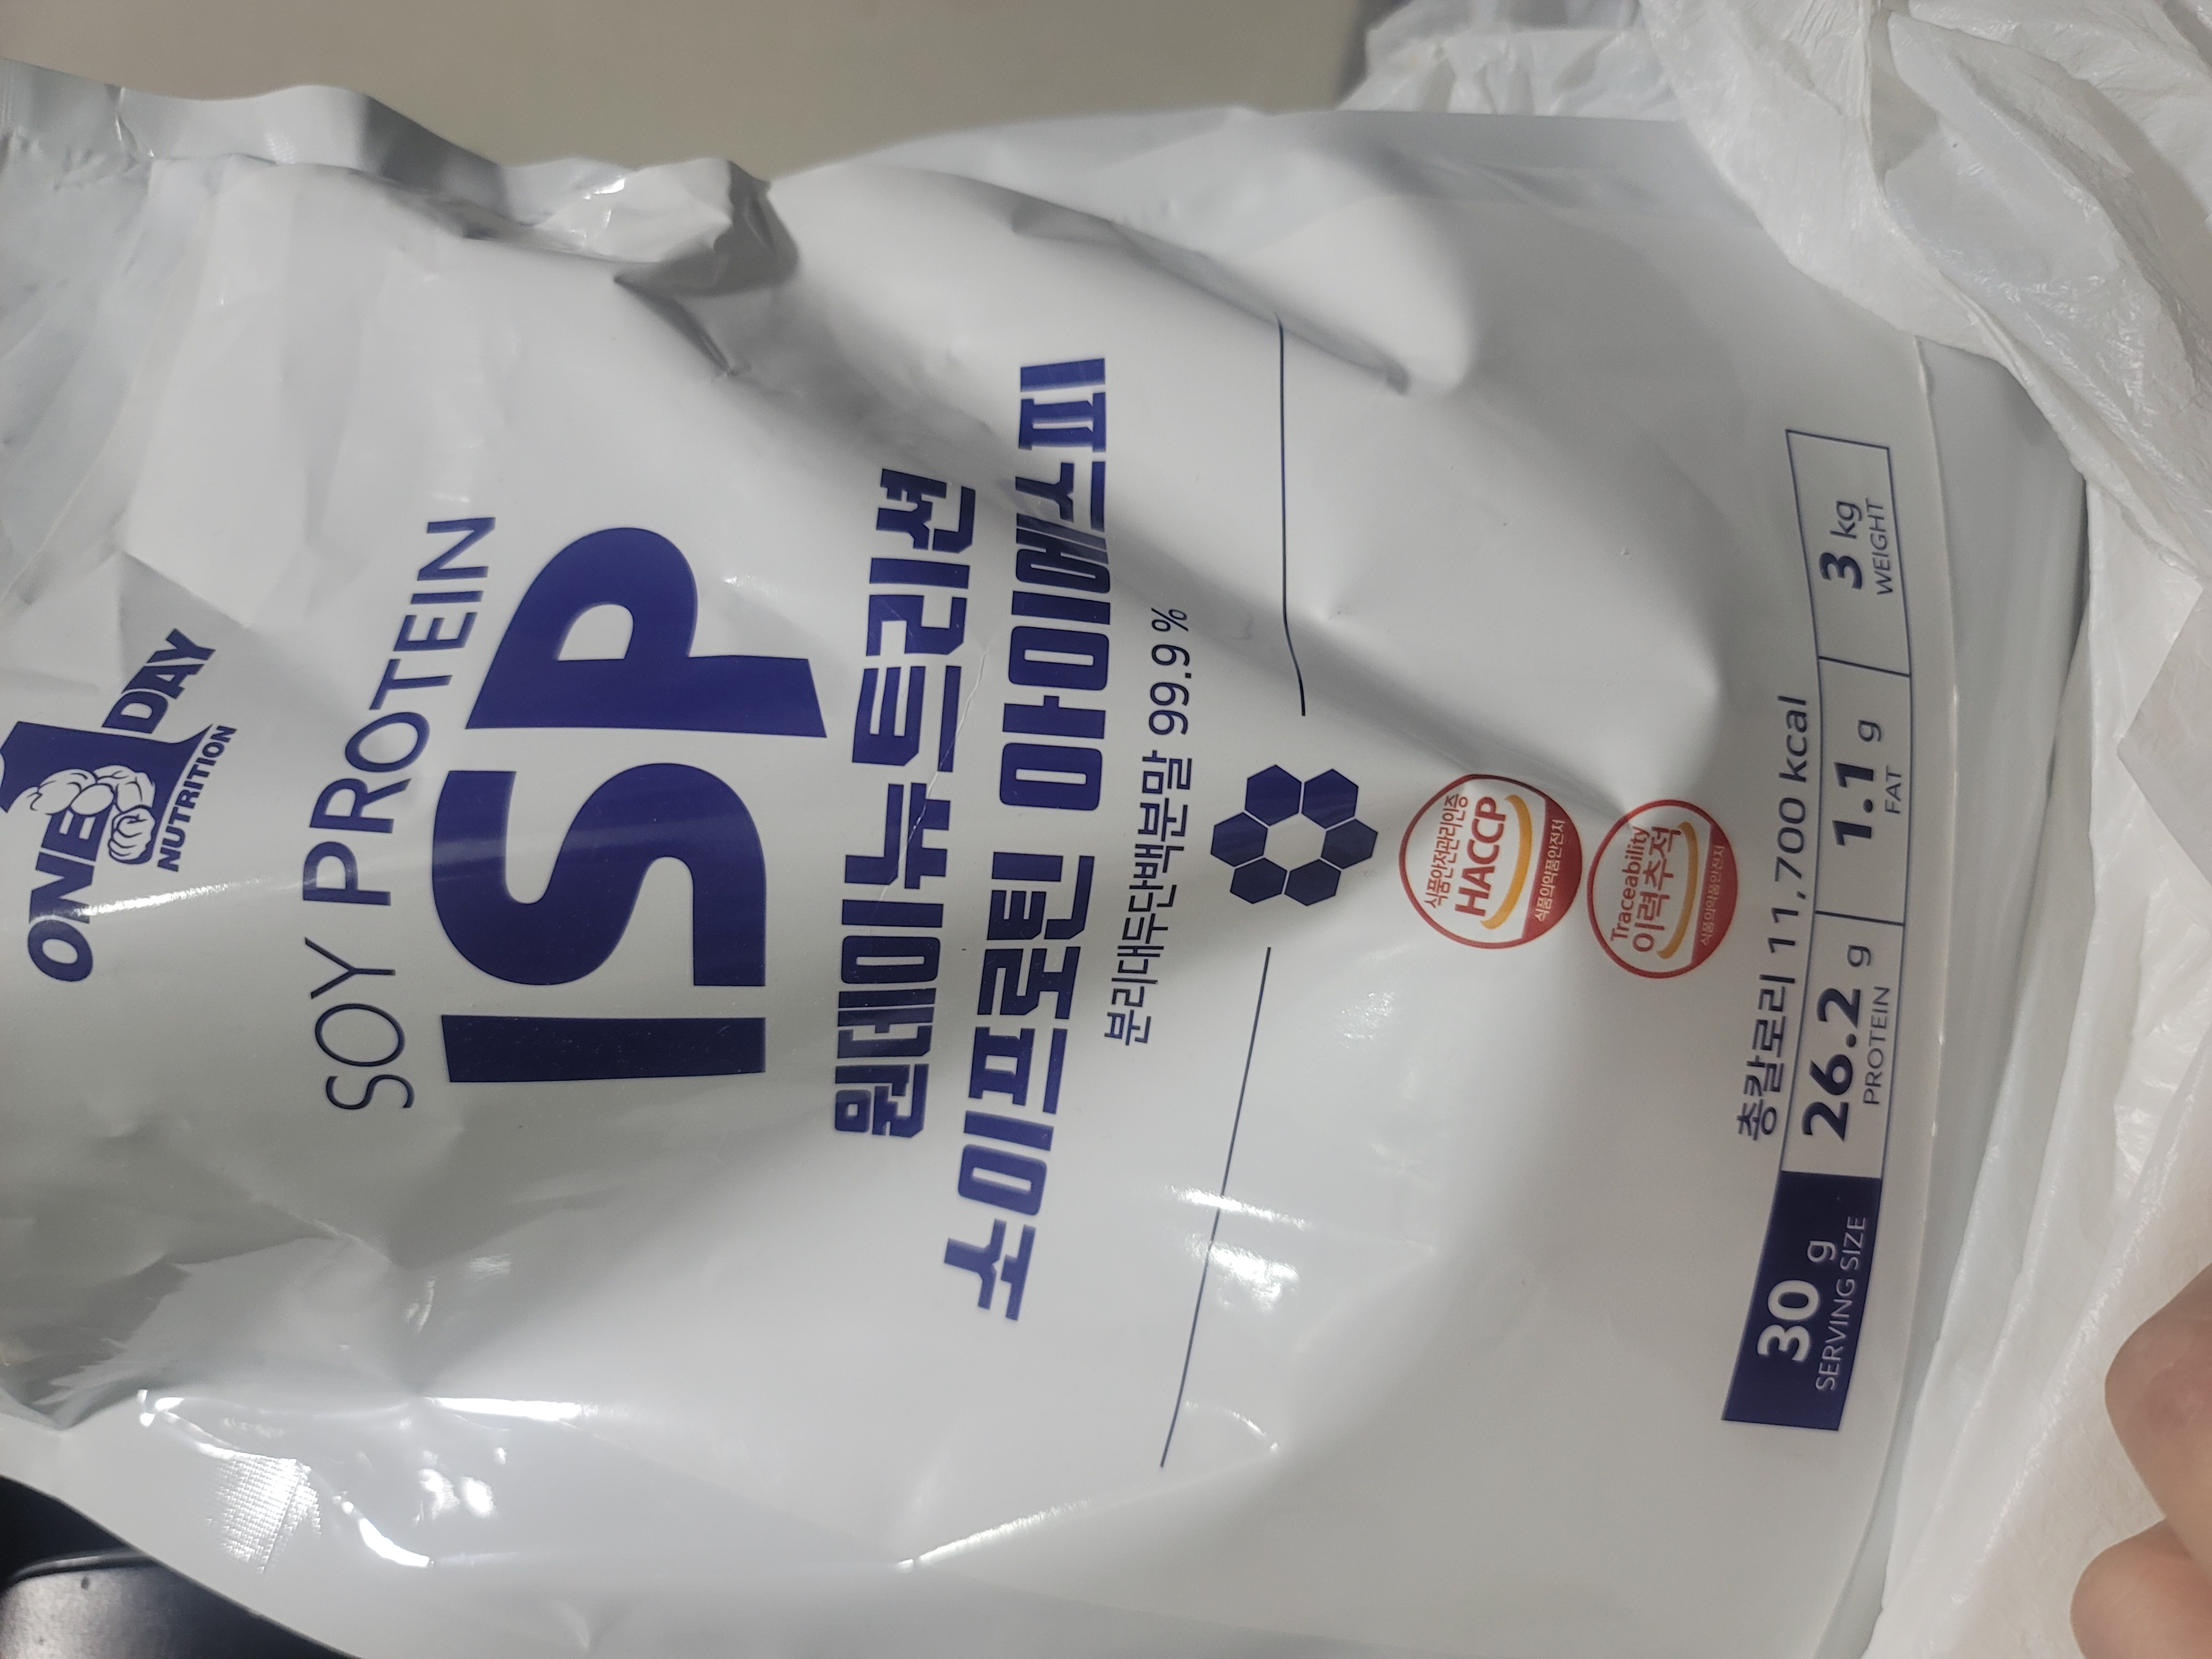 ONE 1 DAY
NUTRITION
SOY PROTEIN
ISP
원데이뉴트리션
소이프로틴 아이에스피
분리대두단백분말 99.9 %
식품안전관리인증
HACCP
식품의약품안전처
Traceability
이력추적
식품의약품안전처
총칼로리 11,700 kcal
30 g
SERVING SIZE
26.2 g
PROTEIN
1.1 g
FAT
3 kg
WEIGHT